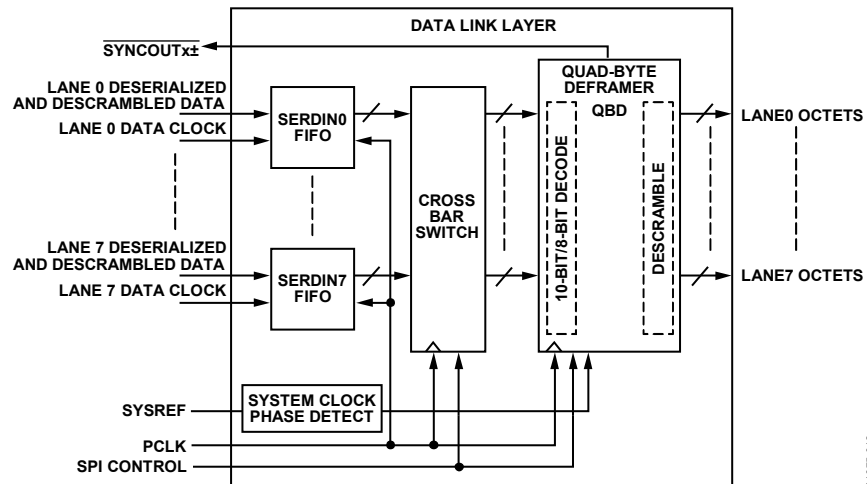 DATA LINK LAYER
SYNCOUTx±
QUAD-BYTE
DEFRAMER
QBD
LANE 0 DESERIALIZED
AND DESCRAMBLED DATA
LANE 0 DATA CLOCK
SERDIN0
FIFO
LANE0 OCTETS
CROSS
BAR
SWITCH
10-BIT/8-BIT DECODE
DESCRAMBLE
LANE 7 DESERIALIZED
AND DESCRAMBLED DATA
LANE 7 DATA CLOCK
SERDIN7
FIFO
LANE7 OCTETS
SYSTEM CLOCK
PHASE DETECT
SYSREF
PCLK
SPI CONTROL